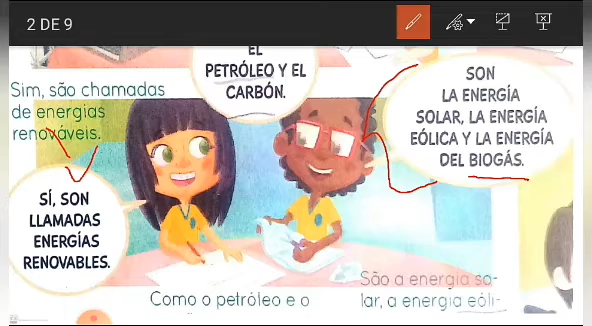 2 DE 9
EL
PETRÓLEO Y EL
CARBÓN.
Sim, são chamadas
de energias
renováveis.
SON
LA ENERGÍA
SOLAR, LA ENERGÍA
EÓLICA Y LA ENERGÍA
DEL BIOGÁS.
SÍ, SON
LLAMADAS
ENERGÍAS
RENOVABLES.
São a energia so-
lar, a energia eóli-
Como o petróleo e o